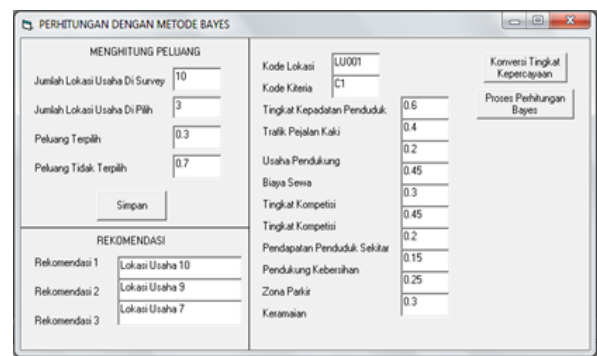 PERHITUNGAN DENGAN METODE BAYES
MENGHITUNG PELUANG
Jumlah Lokasi Usaha Di Survey 10
Jumlah Lokasi Usaha Di Pilih 3
Peluang Terpilih 0.3
Peluang Tidak Terpilih 0.7
Simpan
REKOMENDASI
Rekomendasi 1 Lokasi Usaha 10
Rekomendasi 2 Lokasi Usaha 9
Rekomendasi 3 Lokasi Usaha 7
Kode Lokasi LU001
Kode Kiteria C1
Tingkat Kepadatan Penduduk 0.6
Trafik Pejalan Kaki 0.4
Usaha Pendukung 0.2
Biaya Sewa 0.45
Tingkat Kompetisi 0.3
Tingkat Kompetisi 0.45
Pendapatan Penduduk Sekitar 0.2
Pendukung Kebersihan 0.15
Zona Parkir 0.25
Keramaian 0.3
Konversi Tingkat
Kepercayaan
Proses Perhitungan
Bayes